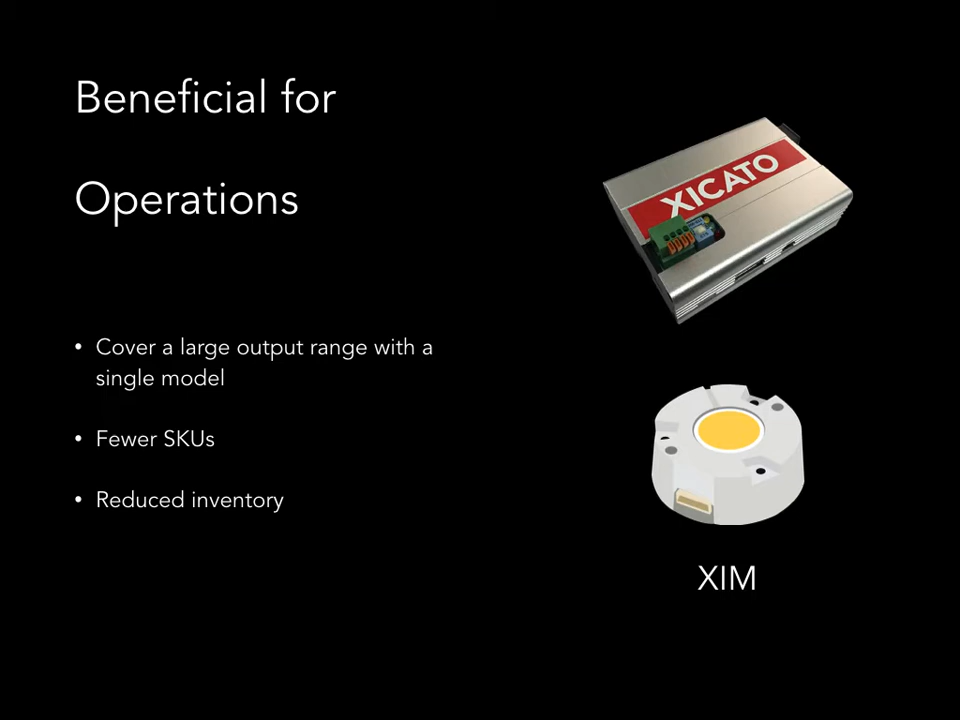 Beneficial for
Operations
• Cover a large output range with a
single model
• Fewer SKUs
• Reduced inventory
XICATO
XIM